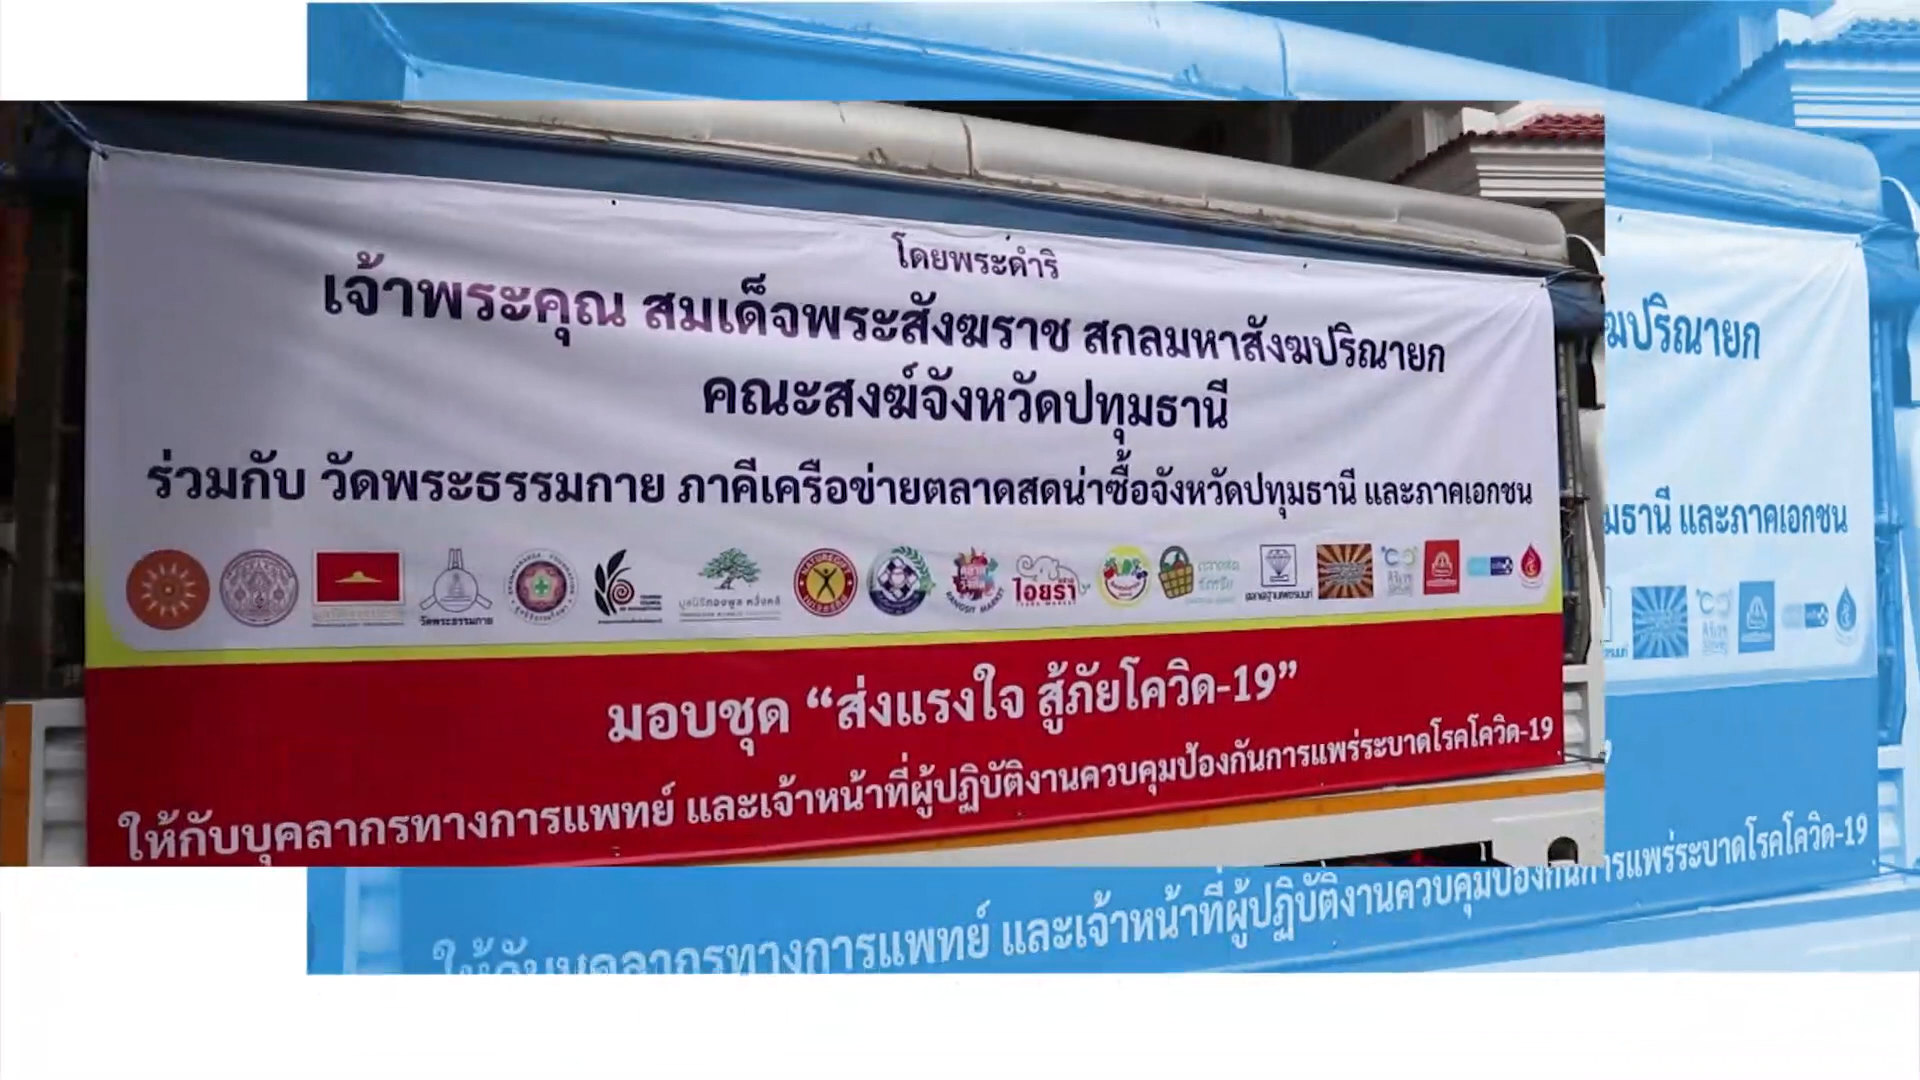 โดยพระดำริ
เจ้าพระคุณ สมเด็จพระสังฆราช สกลมหาสังฆปริณายก
คณะสงฆ์จังหวัดปทุมธานี
ร่วมกับ วัดพระธรรมกาย ภาคีเครือข่ายตลาดสดน่าซื้อจังหวัดปทุมธานี และภาคเอกชน
วัดพระธรรมกาย
NATUREGIFT
RANGSIT MARKET
ไอยรา
มอบชุด “ส่งแรงใจ สู้ภัยโควิด-19”
ให้กับบุคลากรทางการแพทย์ และเจ้าหน้าที่ผู้ปฏิบัติงานควบคุมป้องกันการแพร่ระบาดโรคโควิด-19
ฆปริณายก
มธานี และภาคเอกชน
ให้กับบุคลากรทางการแพทย์ และเจ้าหน้าที่ผู้ปฏิบัติงานควบคุมป้องกันการแพร่ระบาดโรคโควิด-19